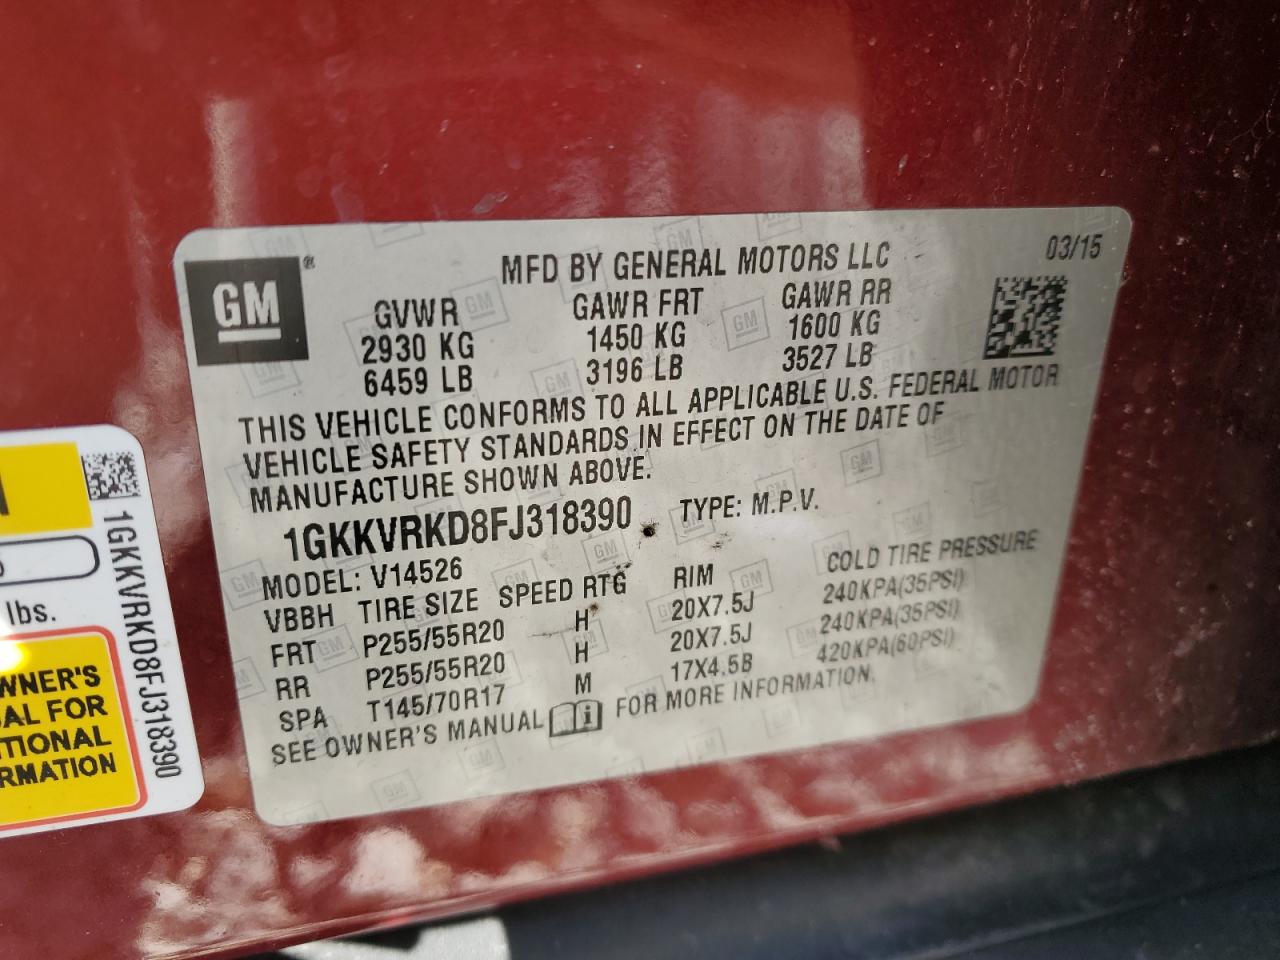 GM ®
MFD BY GENERAL MOTORS LLC 03/15
GVWR GAWR FRT GAWR RR
2930 KG 1450 KG 1600 KG
6459 LB 3196 LB 3527 LB
THIS VEHICLE CONFORMS TO ALL APPLICABLE U.S. FEDERAL MOTOR
VEHICLE SAFETY STANDARDS IN EFFECT ON THE DATE OF
MANUFACTURE SHOWN ABOVE.
1GKKVRKD8FJ318390 TYPE: M.P.V.
MODEL: V14526
VBBH TIRE SIZE SPEED RTG RIM COLD TIRE PRESSURE
FRT P255/55R20 H 20X7.5J 240KPA(35PSI)
RR P255/55R20 H 20X7.5J 240KPA(35PSI)
SPA T145/70R17 M 17X4.5B 420KPA(60PSI)
SEE OWNER'S MANUAL FOR MORE INFORMATION.
1GKKVRKD8FJ318390
lbs.
WNER'S
AL FOR
TIONAL
RMATION